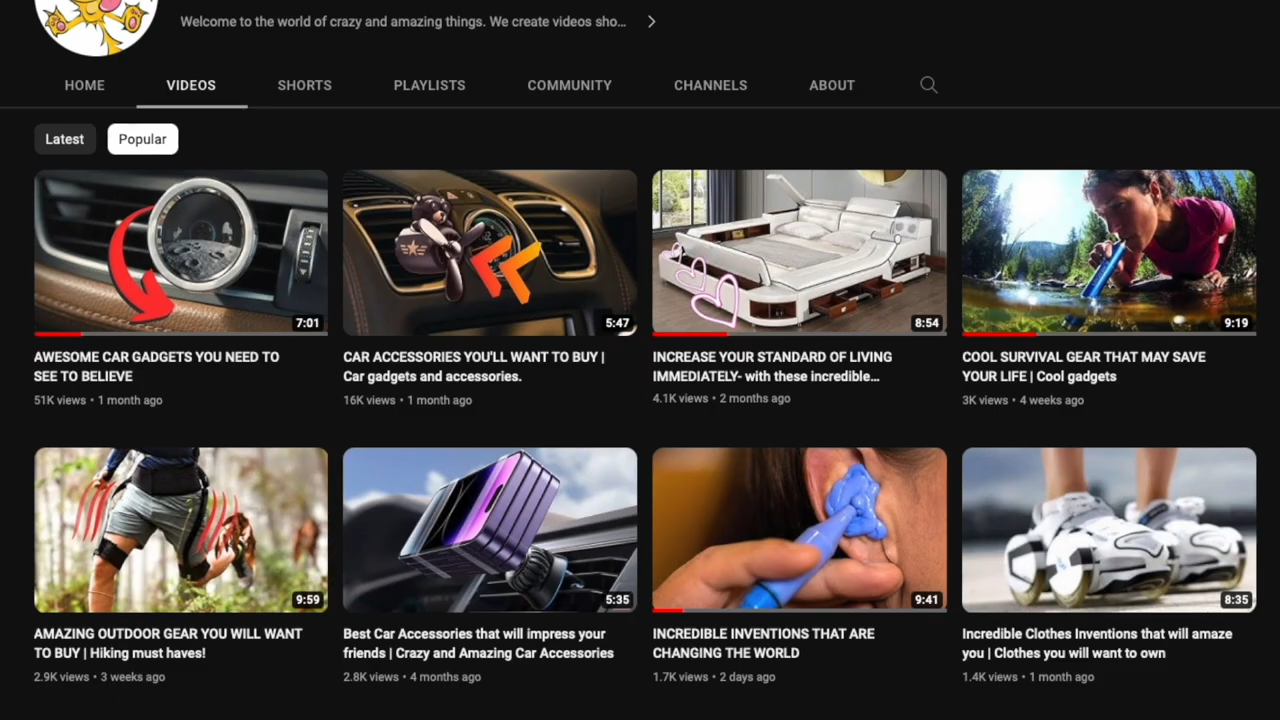 Welcome to the world of crazy and amazing things. We create videos sho...
HOME VIDEOS SHORTS PLAYLISTS COMMUNITY CHANNELS ABOUT
Latest Popular
7:01 5:47 8:54 9:19
AWESOME CAR GADGETS YOU NEED TO
SEE TO BELIEVE
51K views • 1 month ago
CAR ACCESSORIES YOU'LL WANT TO BUY |
Car gadgets and accessories.
16K views • 1 month ago
INCREASE YOUR STANDARD OF LIVING
IMMEDIATELY- with these incredible...
4.1K views • 2 months ago
COOL SURVIVAL GEAR THAT MAY SAVE
YOUR LIFE | Cool gadgets
3K views • 4 weeks ago
9:59 5:35 9:41 8:35
AMAZING OUTDOOR GEAR YOU WILL WANT
TO BUY | Hiking must haves!
2.9K views • 3 weeks ago
Best Car Accessories that will impress your
friends | Crazy and Amazing Car Accessories
2.8K views • 4 months ago
INCREDIBLE INVENTIONS THAT ARE
CHANGING THE WORLD
1.7K views • 2 days ago
Incredible Clothes Inventions that will amaze
you | Clothes you will want to own
1.4K views • 1 month ago